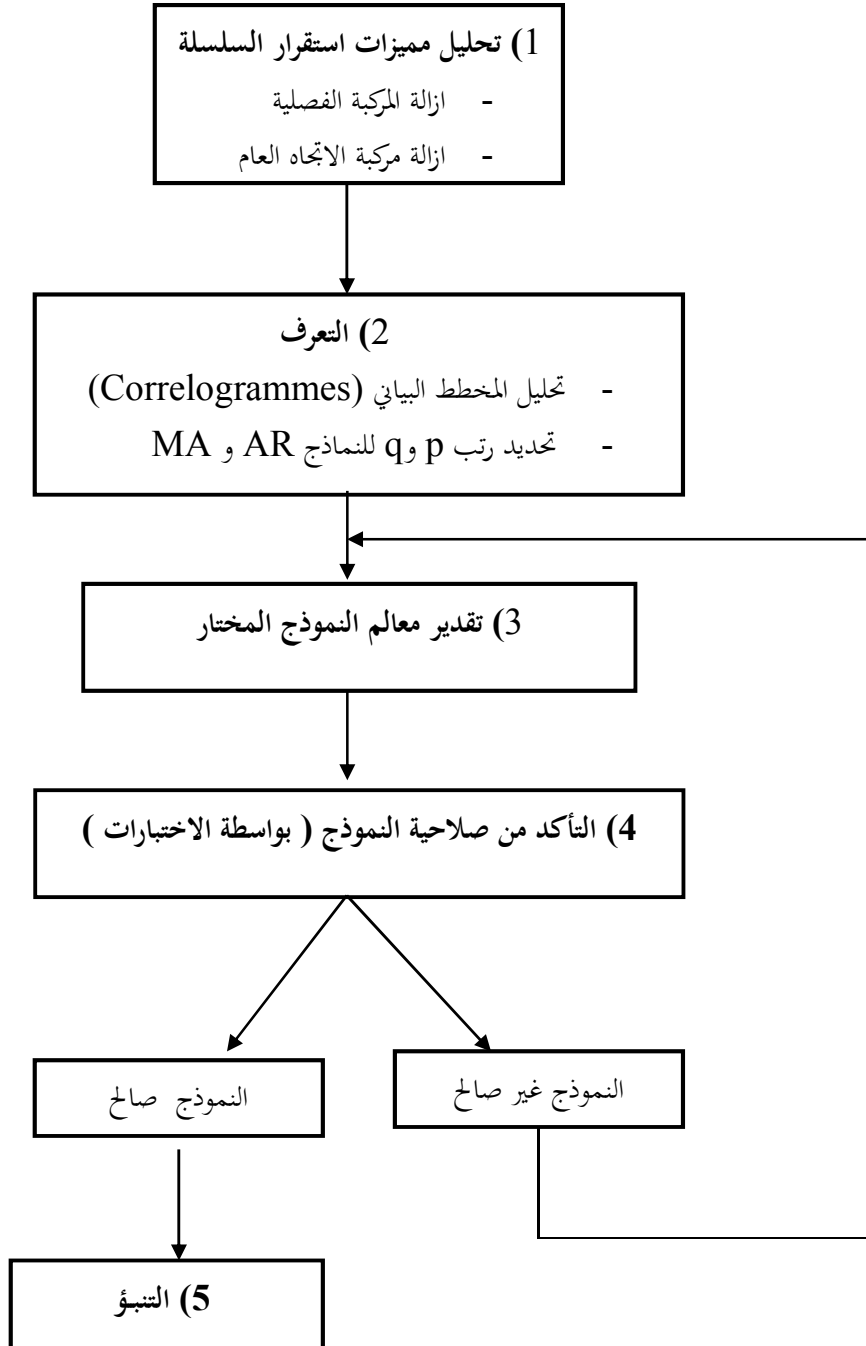 1) تحليل مميزات استقرار السلسلة
- ازالة المركبة الفصلية
- ازالة مركبة الاتجاه العام
2) التعرف
- تحليل المخطط البياني (Correlogrammes)
- تحديد رتب p وq للنماذج AR و MA
3) تقدير معالم النموذج المختار
4) التأكد من صلاحية النموذج ( بواسطة الاختبارات )
النموذج صالح
النموذج غير صالح
5) التنبـؤ